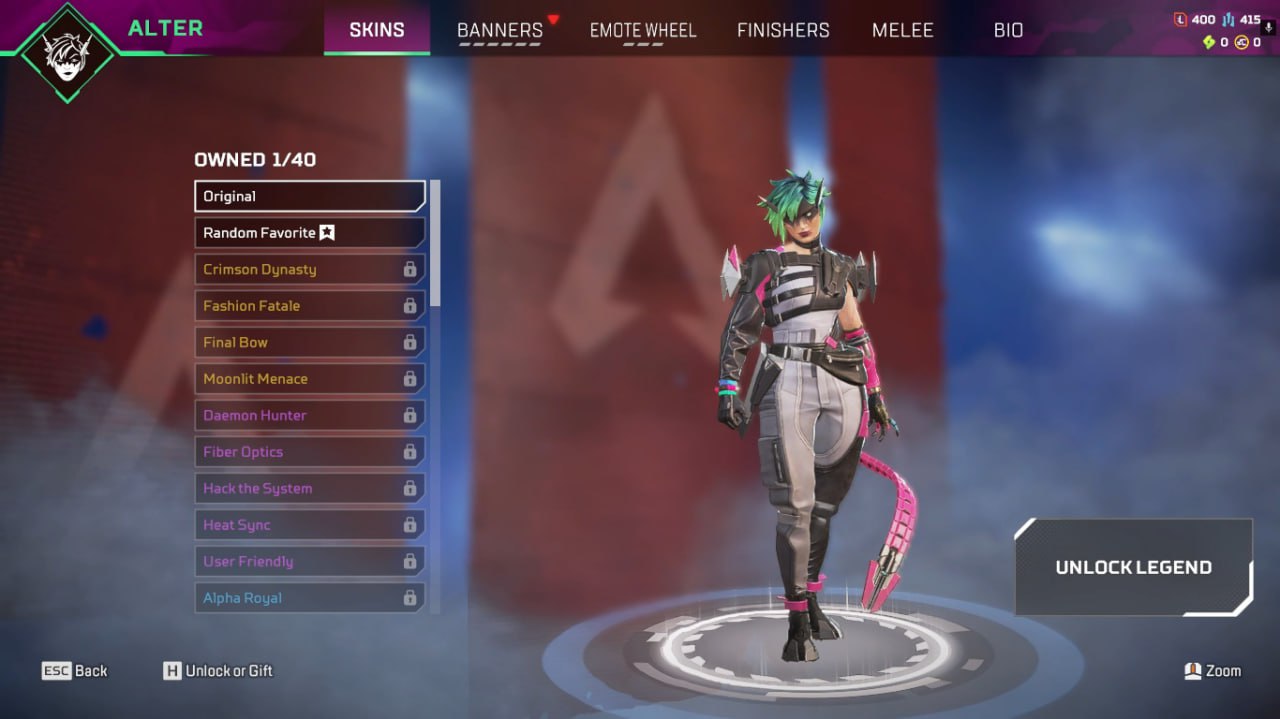 ALTER
SKINS BANNERS EMOTE WHEEL FINISHERS MELEE BIO
400 415
0 0
OWNED 1/40
Original
Random Favorite
Crimson Dynasty
Fashion Fatale
Final Bow
Moonlit Menace
Daemon Hunter
Fiber Optics
Hack the System
Heat Sync
User Friendly
Alpha Royal
UNLOCK LEGEND
ESC Back H Unlock or Gift Zoom